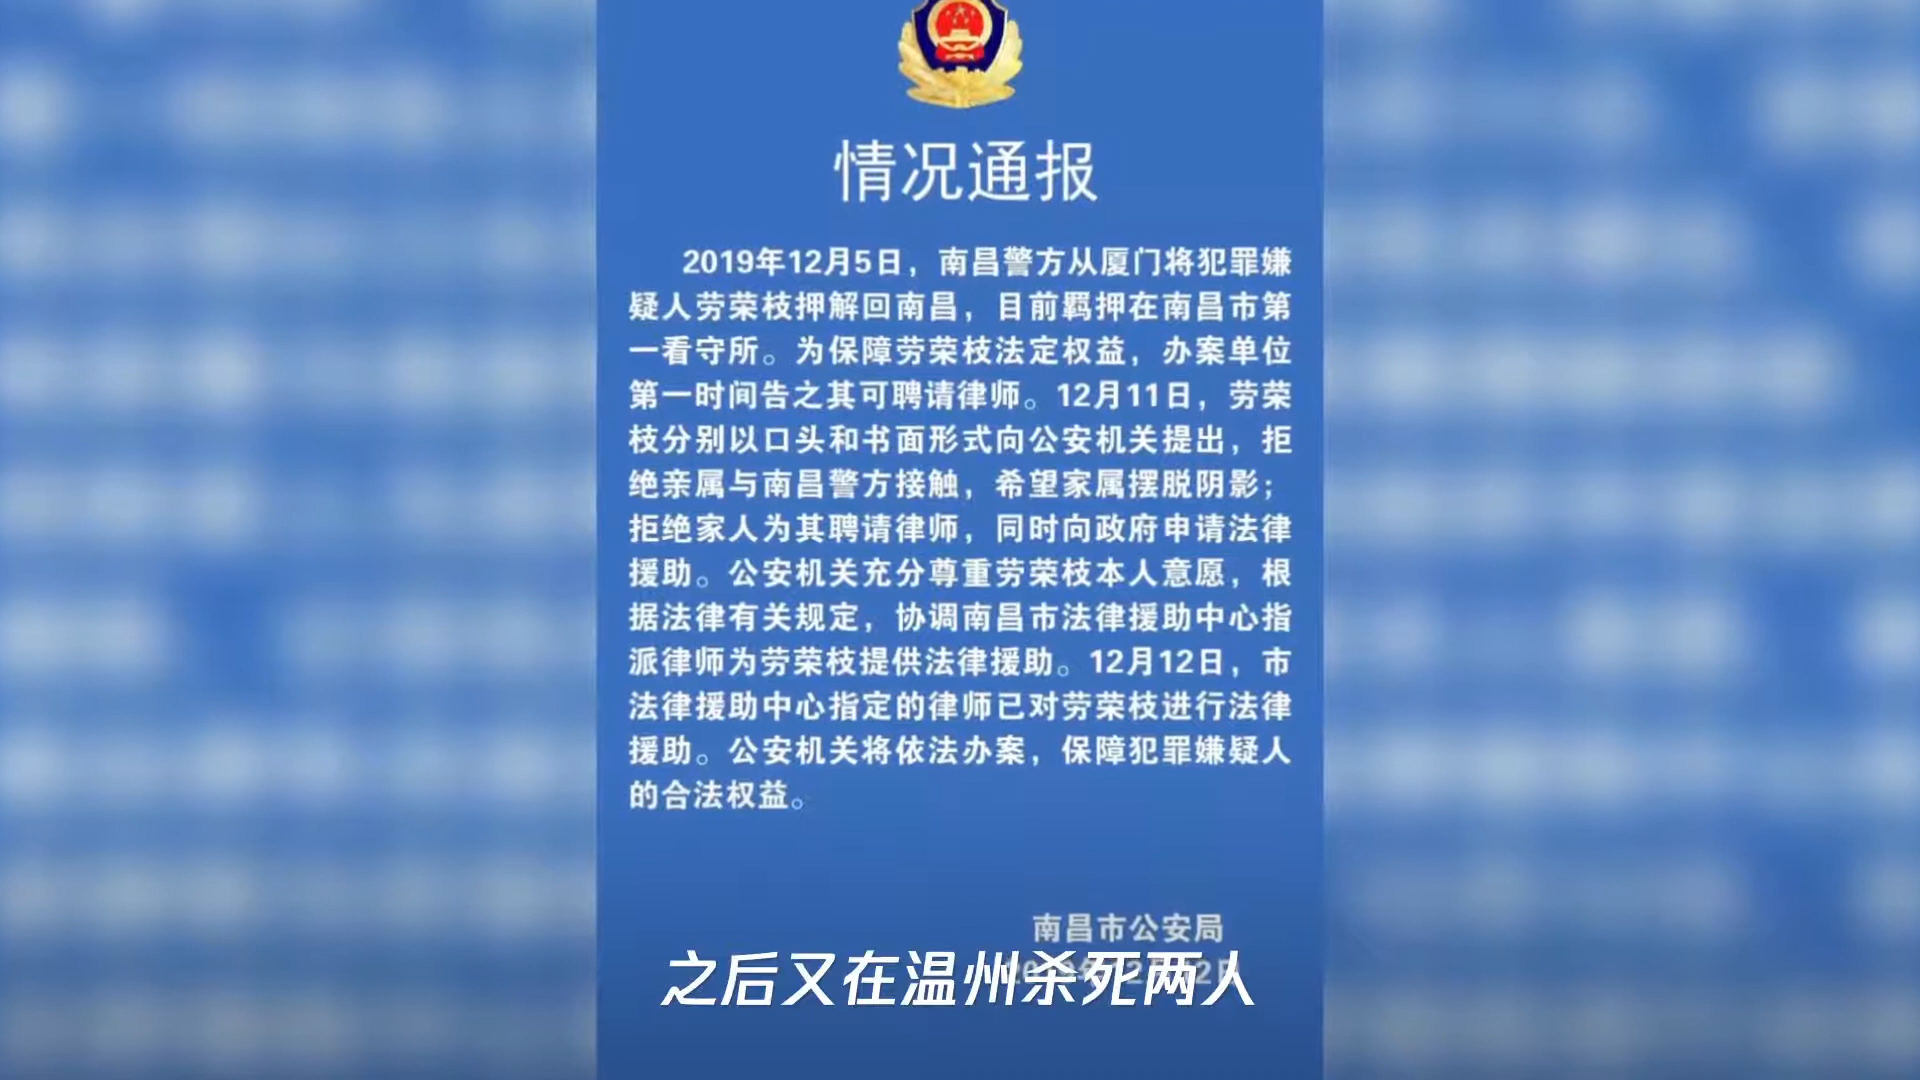 情况通报
2019年12月5日，南昌警方从厦门将犯罪嫌
疑人劳荣枝押解回南昌，目前羁押在南昌市第
一看守所。为保障劳荣枝法定权益，办案单位
第一时间告之其可聘请律师。12月11日，劳荣
枝分别以口头和书面形式向公安机关提出，拒
绝亲属与南昌警方接触，希望家属摆脱阴影；
拒绝家人为其聘请律师，同时向政府申请法律
援助。公安机关充分尊重劳荣枝本人意愿，根
据法律有关规定，协调南昌市法律援助中心指
派律师为劳荣枝提供法律援助。12月12日，市
法律援助中心指定的律师已对劳荣枝进行法律
援助。公安机关将依法办案，保障犯罪嫌疑人
的合法权益。
南昌市公安局
之后又在温州杀死两人